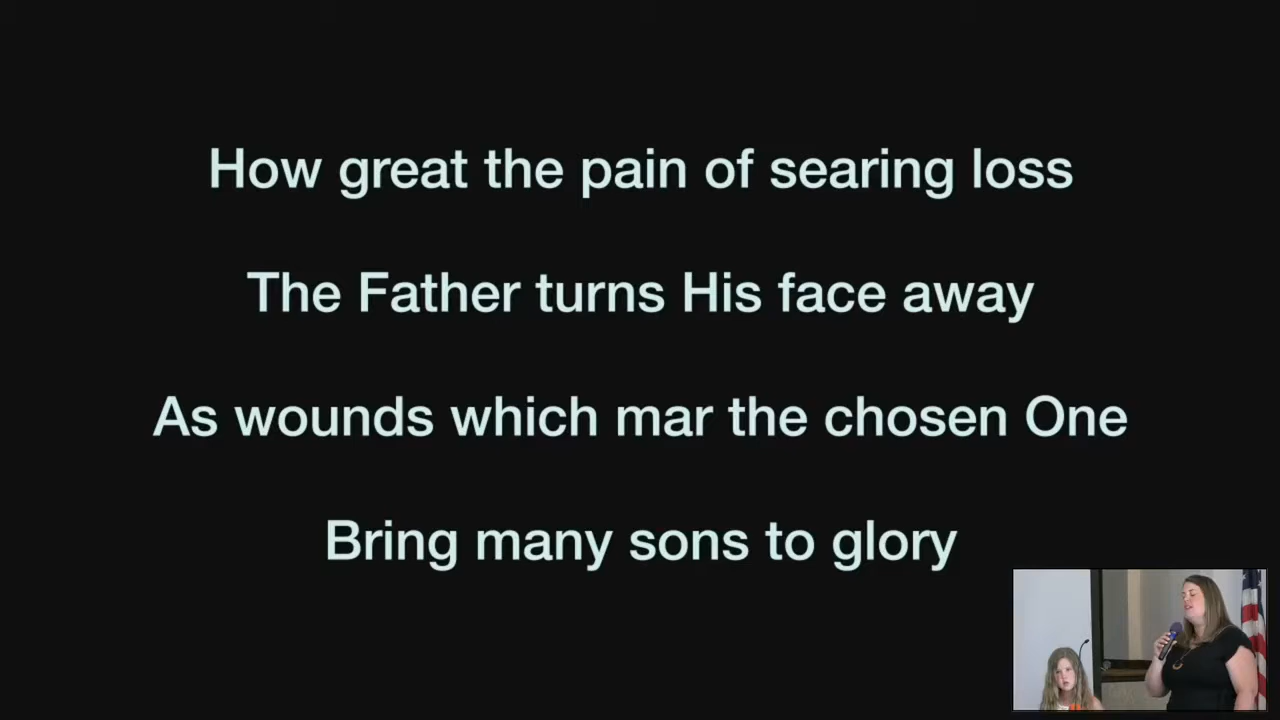 How great the pain of searing loss
The Father turns His face away
As wounds which mar the chosen One
Bring many sons to glory